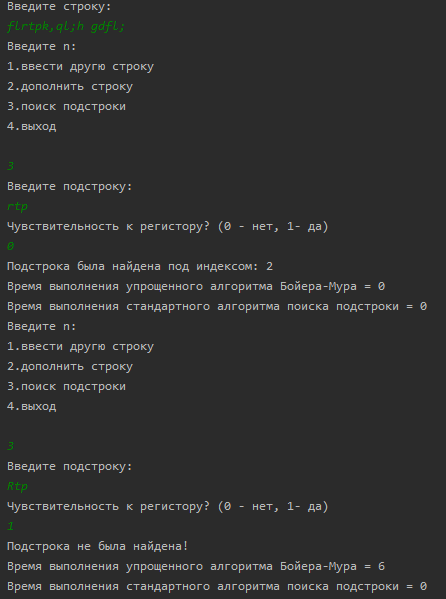 Введите строку:
flrtpk,ql;h gdfl;
Введите n:
1.ввести другю строку
2.дополнить строку
3.поиск подстроки
4.выход
3
Введите подстроку:
rtp
Чувствительность к регистору? (0 - нет, 1- да)
0
Подстрока была найдена под индексом: 2
Время выполнения упрощенного алгоритма Бойера-Мура = 0
Время выполнения стандартного алгоритма поиска подстроки = 0
Введите n:
1.ввести другю строку
2.дополнить строку
3.поиск подстроки
4.выход
3
Введите подстроку:
Rtp
Чувствительность к регистору? (0 - нет, 1- да)
1
Подстрока не была найдена!
Время выполнения упрощенного алгоритма Бойера-Мура = 6
Время выполнения стандартного алгоритма поиска подстроки = 0